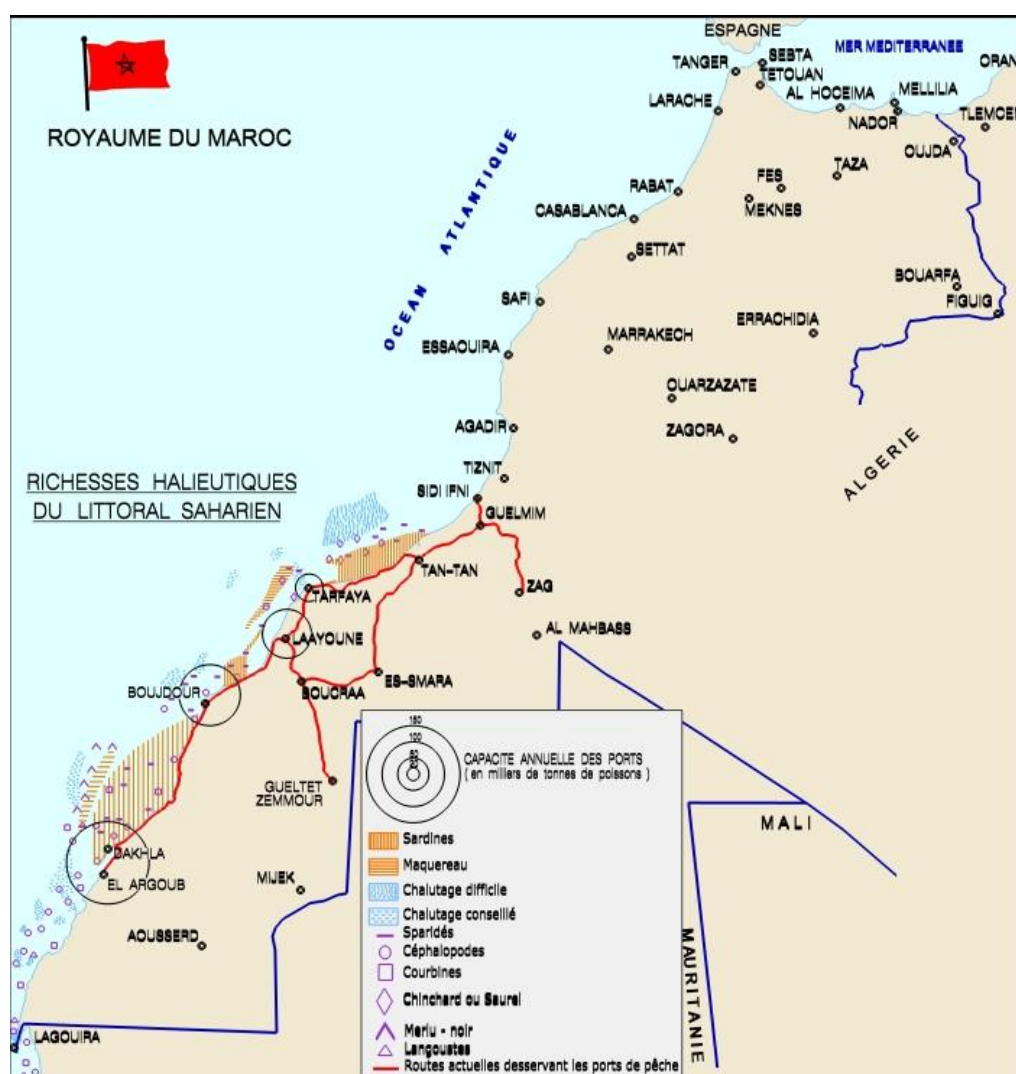 ESPAGNE
MER MEDITERRANEE
ORAN
SEBTA
TANGER
TETOUAN
AL HOCEIMA
MELLILIA
LARACHE
NADOR
TLEMCEN
ROYAUME DU MAROC
OUJDA
TAZA
FES
RABAT
MEKNES
CASABLANCA
OCEAN ATLANTIQUE
SETTAT
BOUARFA
SAFI
FIGUIG
ERRACHIDIA
MARRAKECH
ESSAOUIRA
OUARZAZATE
AGADIR
ZAGORA
ALGERIE
TIZNIT
RICHESSES HALIEUTIQUES
DU LITTORAL SAHARIEN
SIDI IFNI
GUELMIM
TAN-TAN
TARFAYA
ZAG
LAAYOUNE
AL MAHBASS
ES-SMARA
BOUCRAA
BOUJDOUR
GUELTET
ZEMMOUR
MALI
DAKHLA
EL ARGOUB
MIJEK
AOUSSERD
MAURITANIE
LAGOUIRA
150
100
CAPACITE ANNUELLE DES PORTS
( en milliers de tonnes de poissons )
Sardines
Maquereau
Chalutage difficile
Chalutage conseillé
Sparidés
Céphalopodes
Courbines
Chinchard ou Saurel
Merlu - noir
Langoustes
Routes actuelles desservant les ports de pêche